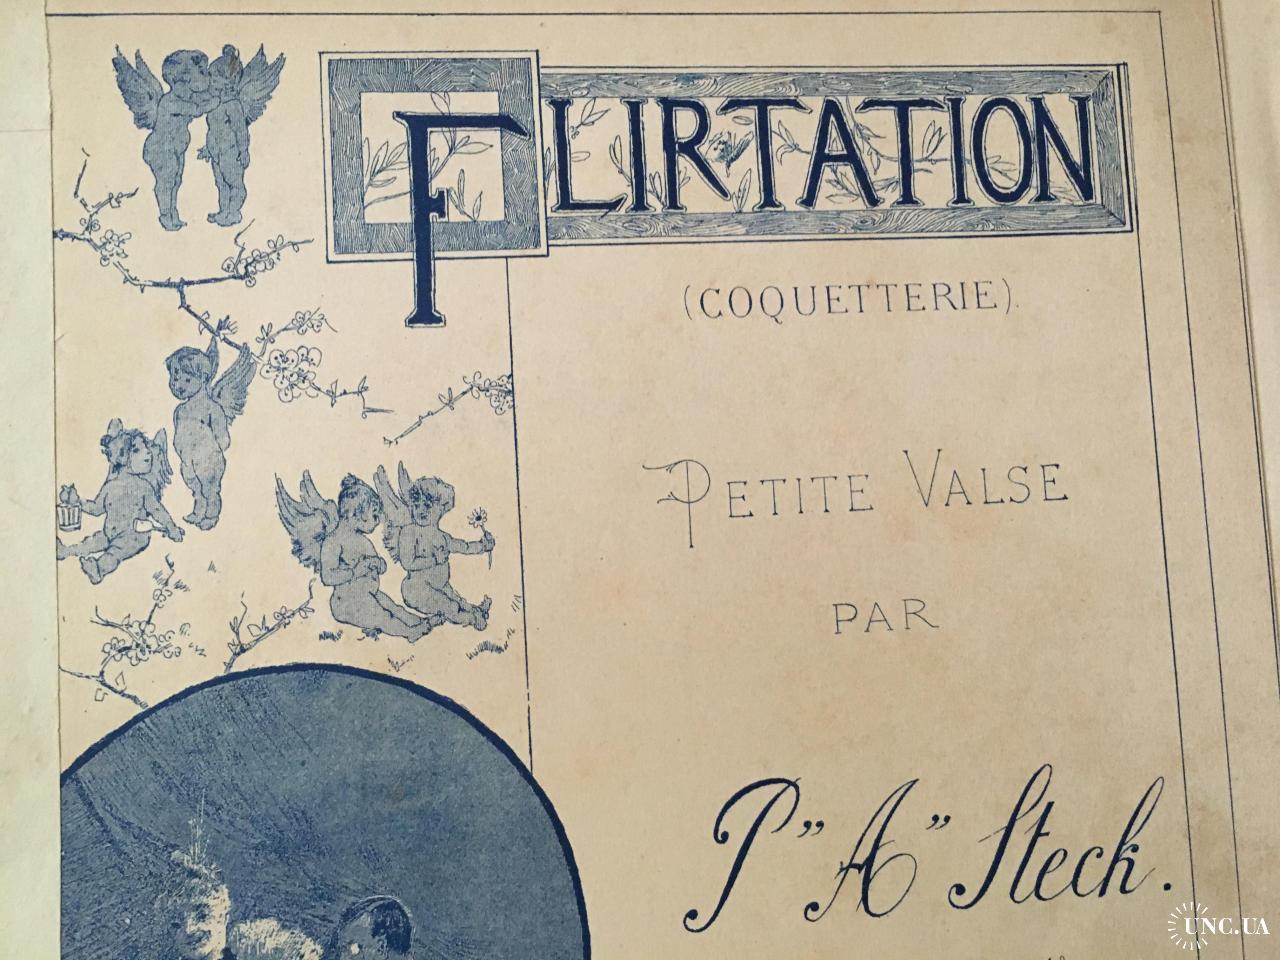 FLIRTATION
(COQUETTERIE).
PETITE VALSE
PAR
P" A" Steck.
UNC.UA